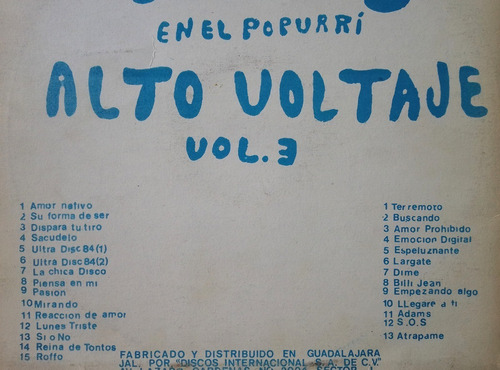 EN EL POPURRÍ
ALTO VOLTAJE
VOL. 3
1 Amor nativo
2 Su forma de ser
3 Dispara tu tiro
4 Sacudelo
5 Ultra Disc 84(1)
6 Ultra Disc 84(2)
7 La chica Disco
8 Piensa en mi
9 Pasion
10 Mirando
11 Reaccion de amor
12 Lunes Triste
13 Si o No
14 Reina de Tontos
15 Roffo
1 Terremoto
2 Buscando
3 Amor Prohibido
4 Emocion Digital
5 Espeluznante
6 Largate
7 Dime
8 Billi Jean
9 Empezando algo
10 LLegare a ti
11 Adams
12 S.O.S
13 Atrapame
FABRICADO Y DISTRIBUIDO EN GUADALAJARA
JAL. POR "DISCOS INTERNACIONAL S.A. DE C.V."